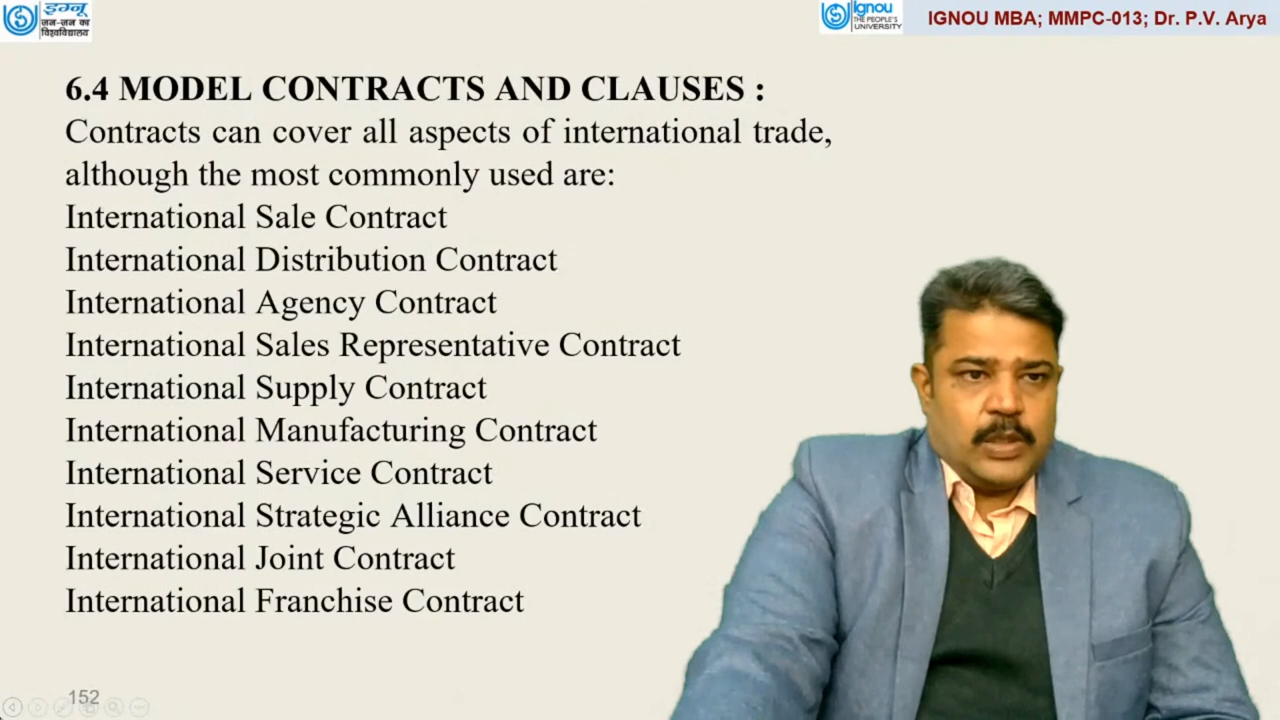 इग्नू
जन-जन का
विश्वविद्यालय
ignou
THE PEOPLE'S
UNIVERSITY
IGNOU MBA; MMPC-013; Dr. P.V. Arya
6.4 MODEL CONTRACTS AND CLAUSES :
Contracts can cover all aspects of international trade,
although the most commonly used are:
International Sale Contract
International Distribution Contract
International Agency Contract
International Sales Representative Contract
International Supply Contract
International Manufacturing Contract
International Service Contract
International Strategic Alliance Contract
International Joint Contract
International Franchise Contract
152